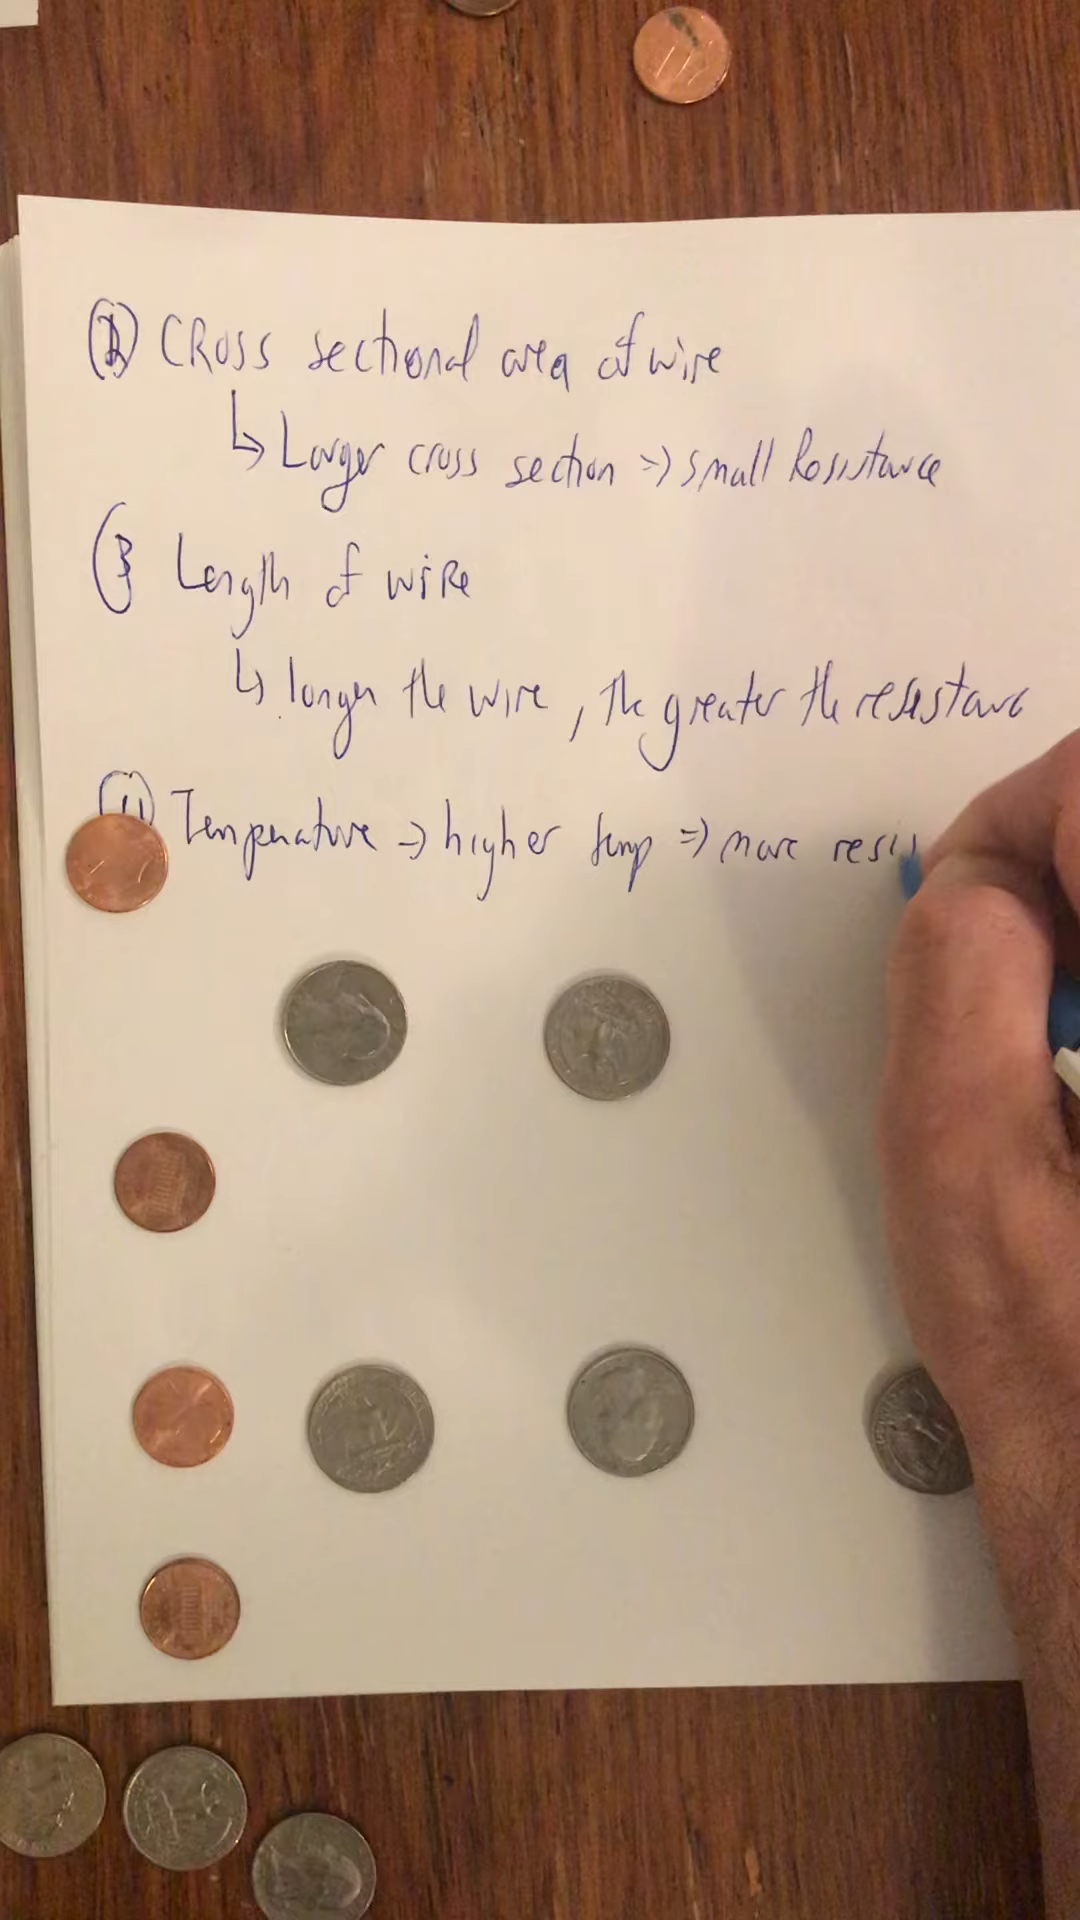 ② CROSS sectional area of wire
↳ Larger cross section => small Resistance
③ Length of wire
↳ longer the wire, the greater the resistance
④ Temperature → higher temp => more resis